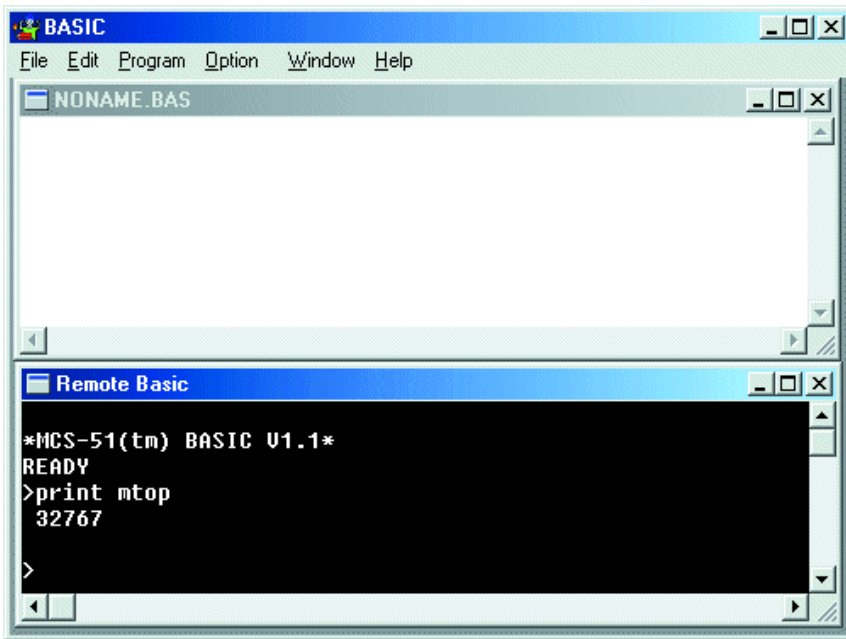 BASIC
File Edit Program Option Window Help
NONAME.BAS
Remote Basic
*MCS-51(tm) BASIC V1.1*
READY
>print mtop
32767
>